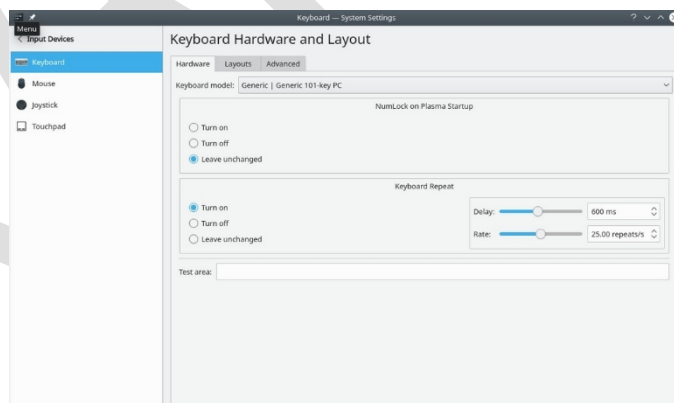 Keyboard — System Settings
Menu
Input Devices
Keyboard Hardware and Layout
Keyboard
Mouse
Joystick
Touchpad
Hardware Layouts Advanced
Keyboard model: Generic | Generic 101-key PC
NumLock on Plasma Startup
Turn on
Turn off
Leave unchanged
Keyboard Repeat
Turn on
Turn off
Leave unchanged
Delay: 600 ms
Rate: 25.00 repeats/s
Test area: